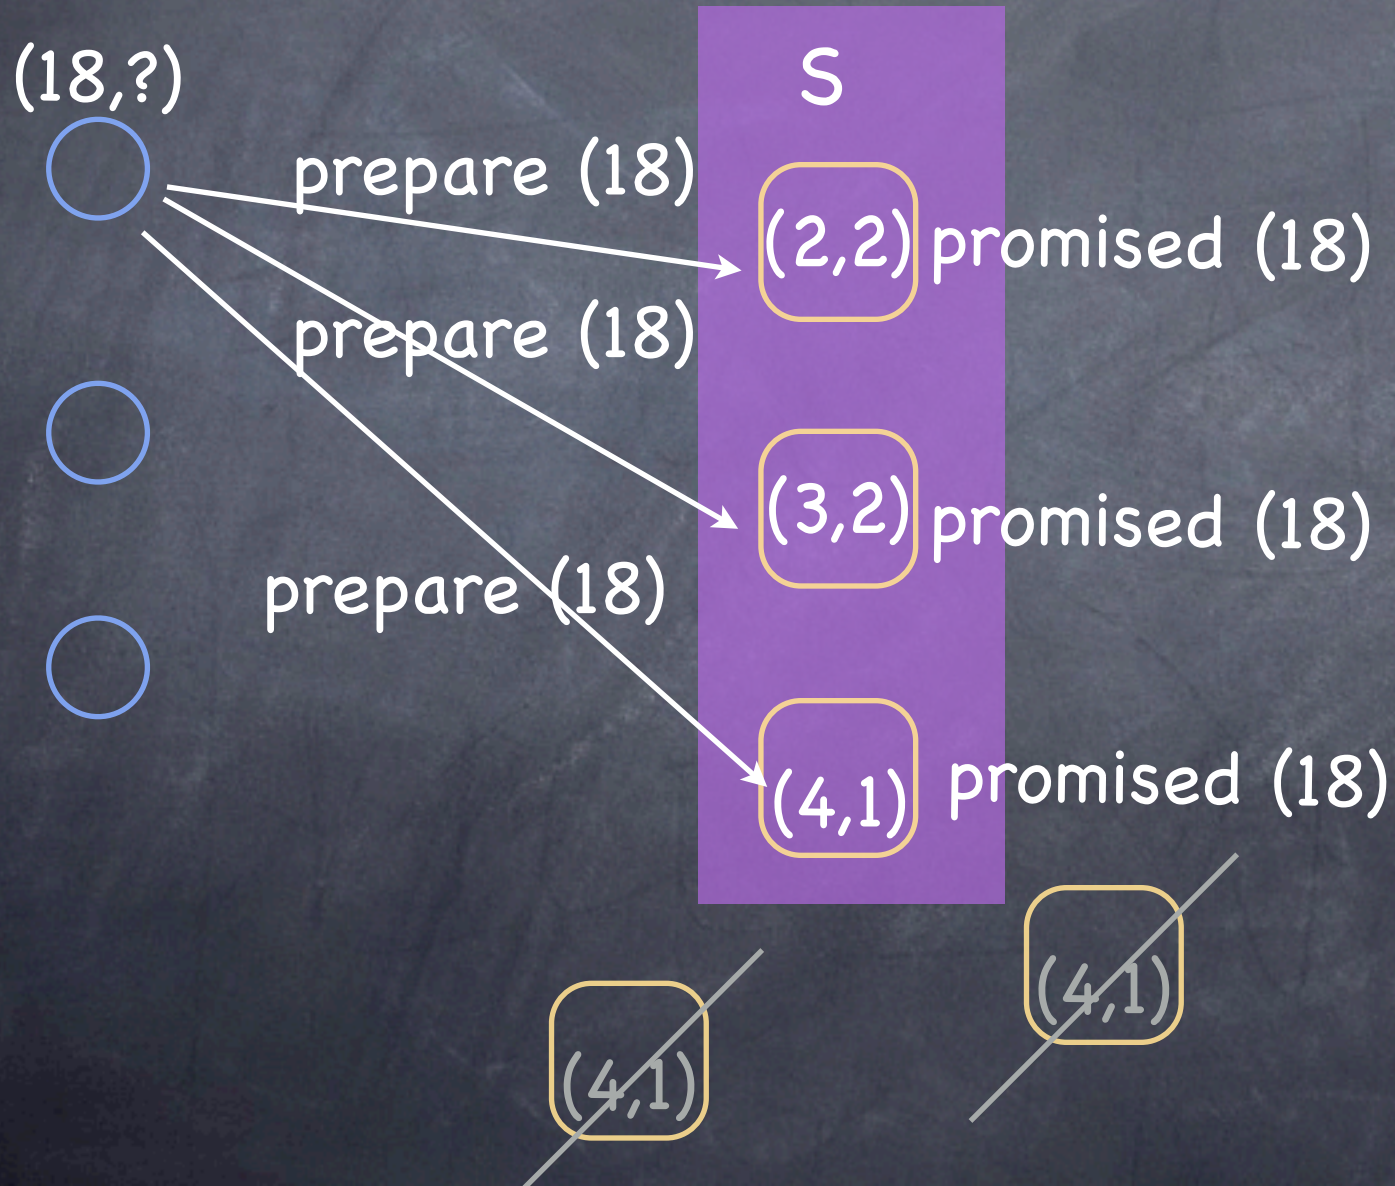 (18,?)
S
prepare (18)
(2,2) promised (18)
prepare (18)
(3,2) promised (18)
prepare (18)
(4,1) promised (18)
(4,1)
(4,1)